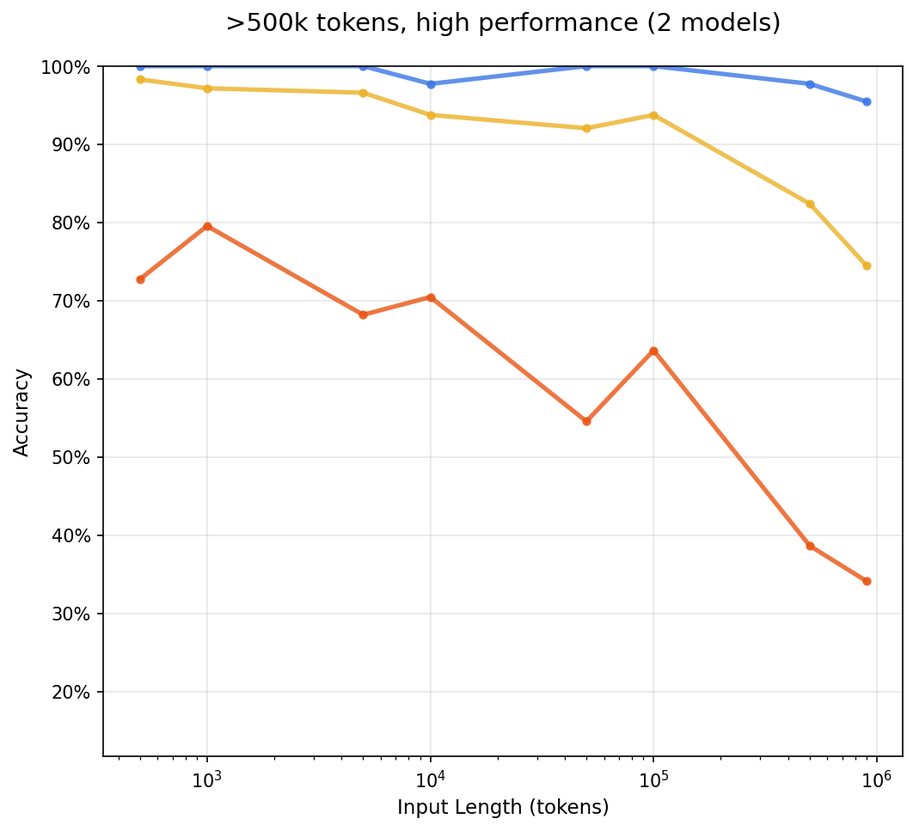 >500k tokens, high performance (2 models)
100%
90%
80%
70%
60%
50%
40%
30%
20%
Accuracy
10³ 10⁴ 10⁵ 10⁶
Input Length (tokens)